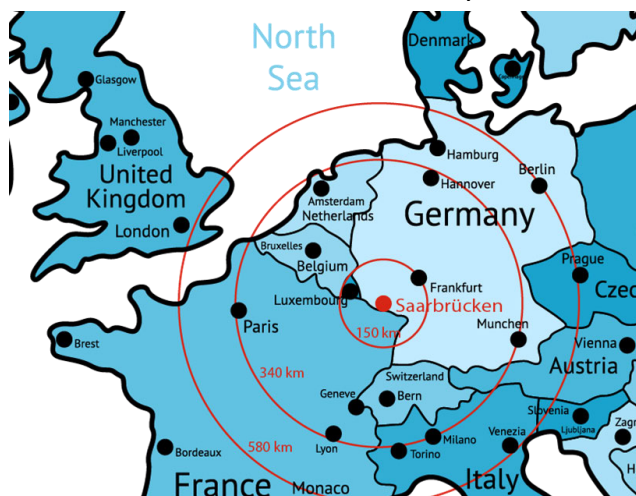 North
Sea
Denmark
Glasgow
Manchester
Liverpool
United
Kingdom
London
Hamburg
Hannover
Berlin
Amsterdam
Netherlands
Germany
Bruxelles
Belgium
Prague
Frankfurt
Luxembourg
Saarbrücken
Czec
Paris
150 km
Munchen
Brest
Vienna
Austria
340 km
Switzerland
Geneve
Bern
Slovenia
Ljubljana
Zagr
Lyon
Milano
Venezia
Bordeaux
580 km
Torino
H
France
Monaco
Italy